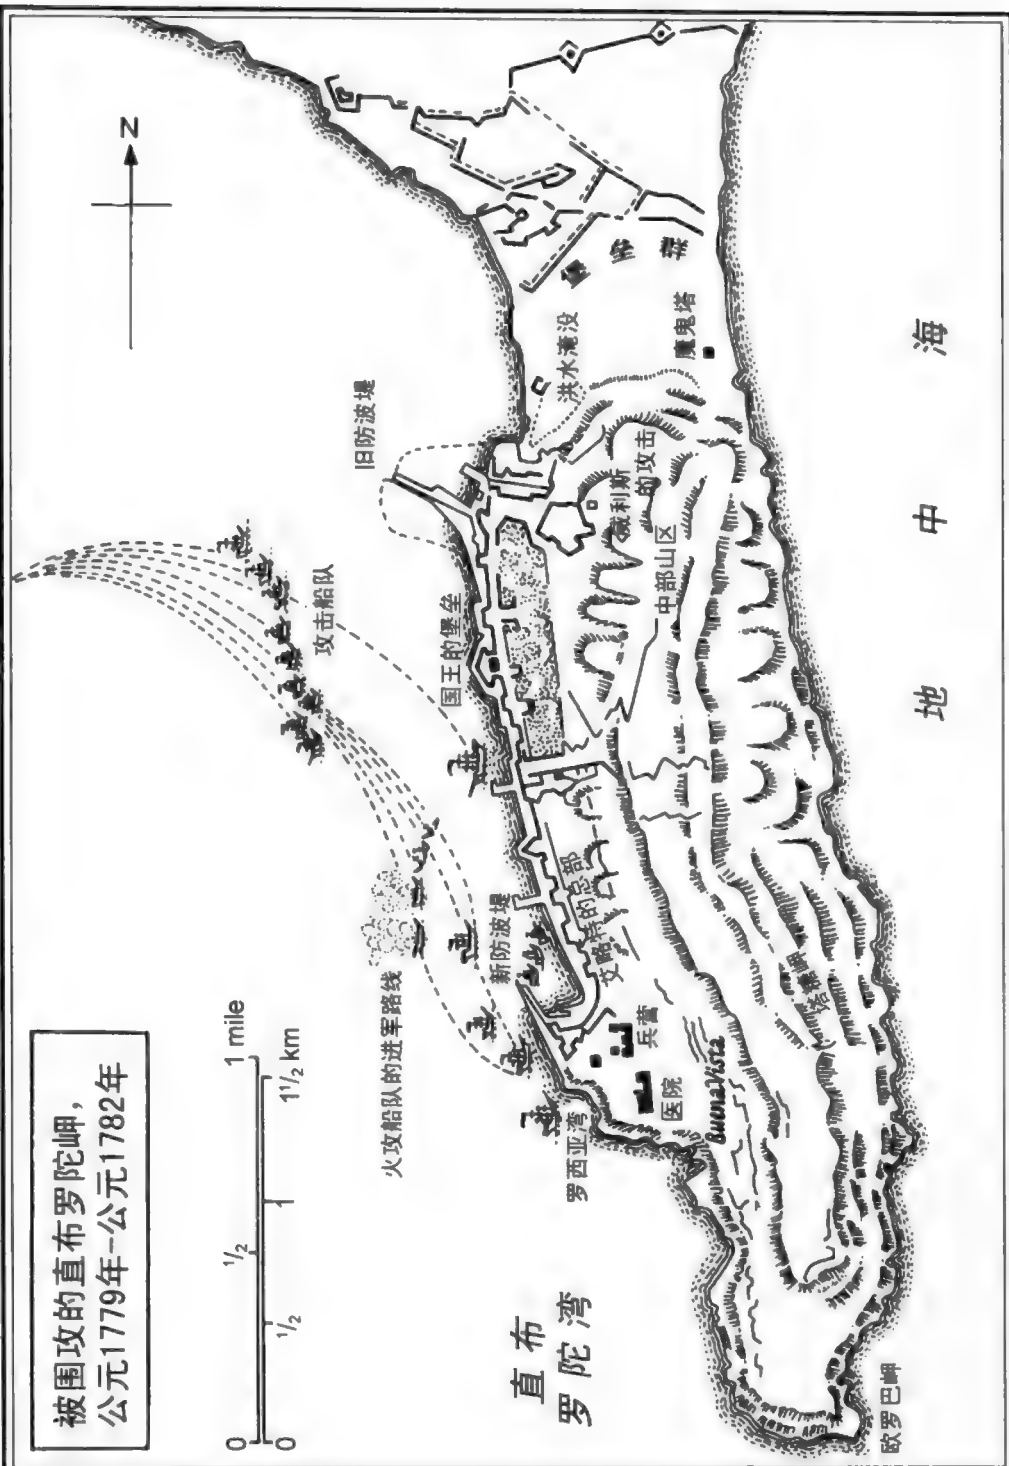 被围攻的直布罗陀岬，
公元1779年-公元1782年
N
0 1/2 1 mile
0 1/2 1 1 1/2 km
旧防波堤
攻击船队
国王的堡垒
火攻船队的进军路线
新防波堤
艾略特的总部
罗西亚湾
兵营
医院
Buena Vista
直布
罗陀湾
堡垒群
魔鬼塔
洪水淹没
威利斯
的攻击
中部山区
地中海
欧罗巴岬